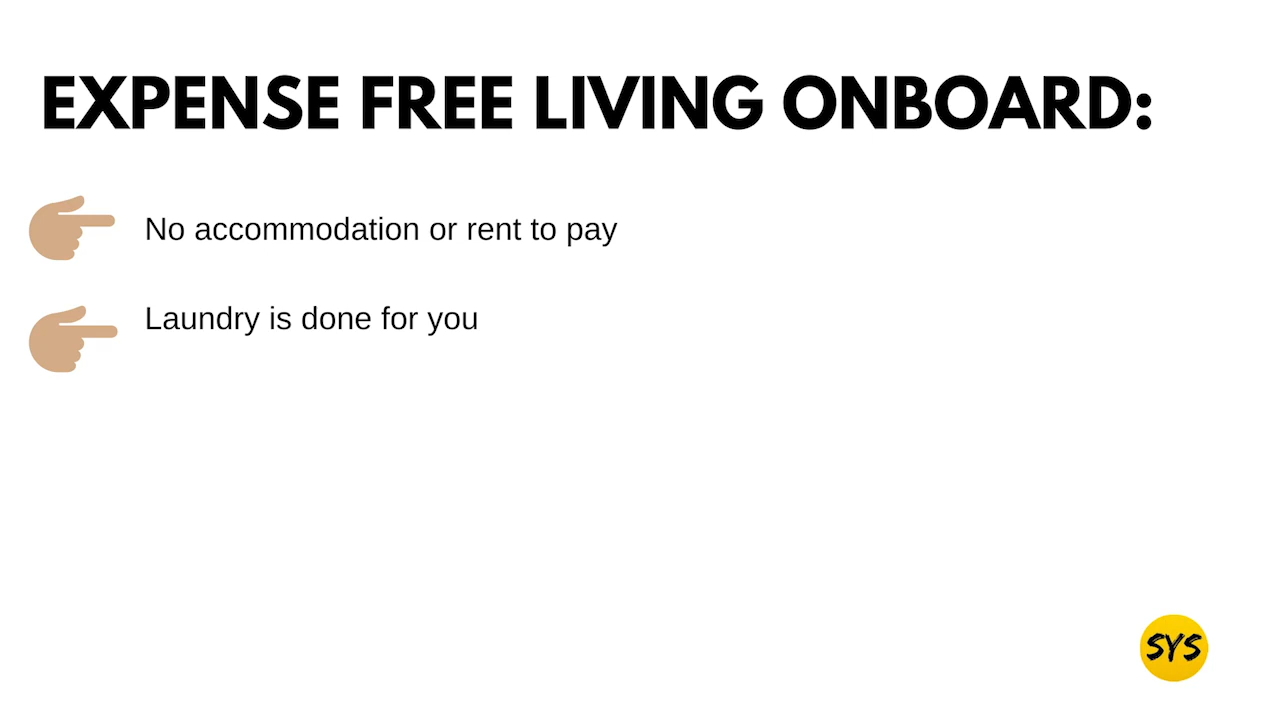 EXPENSE FREE LIVING ONBOARD:
No accommodation or rent to pay
Laundry is done for you
SYS